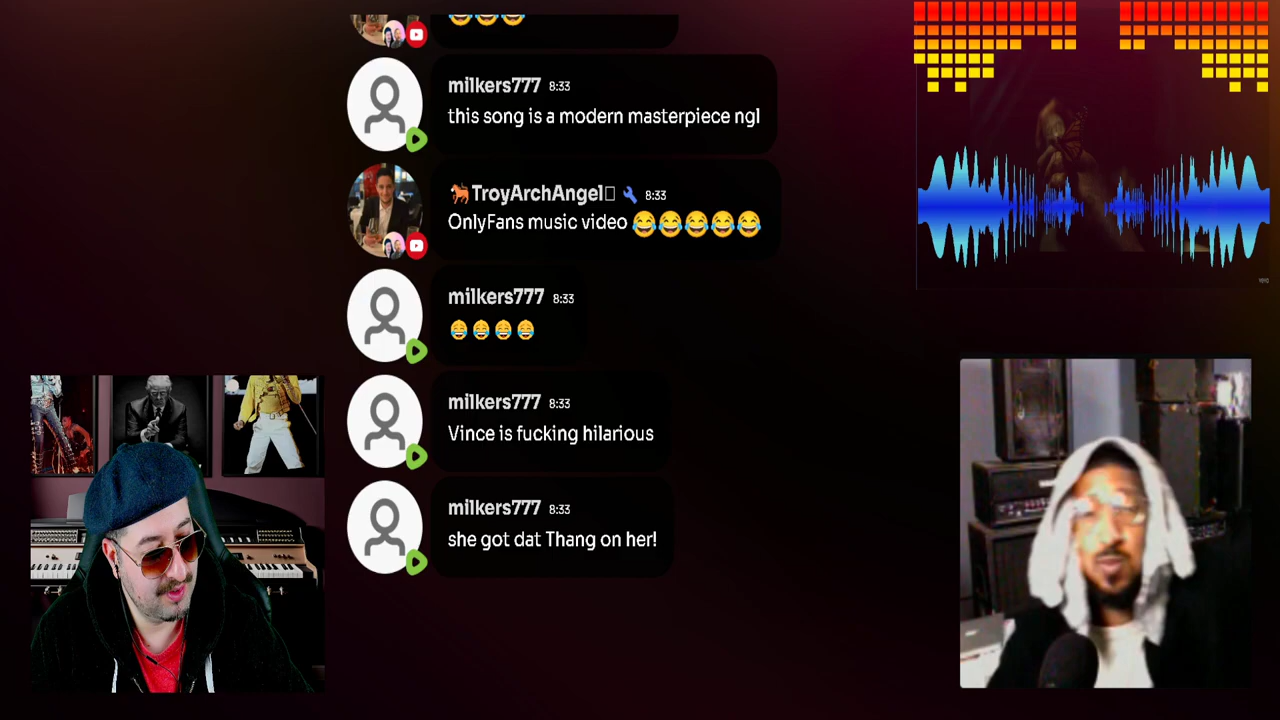 😂😂😂
milkers777 8:33
this song is a modern masterpiece ngl
🐎TroyArchAngel 🔧 8:33
OnlyFans music video 😂😂😂😂😂
milkers777 8:33
😂😂😂😂
milkers777 8:33
Vince is fucking hilarious
milkers777 8:33
she got dat Thang on her!